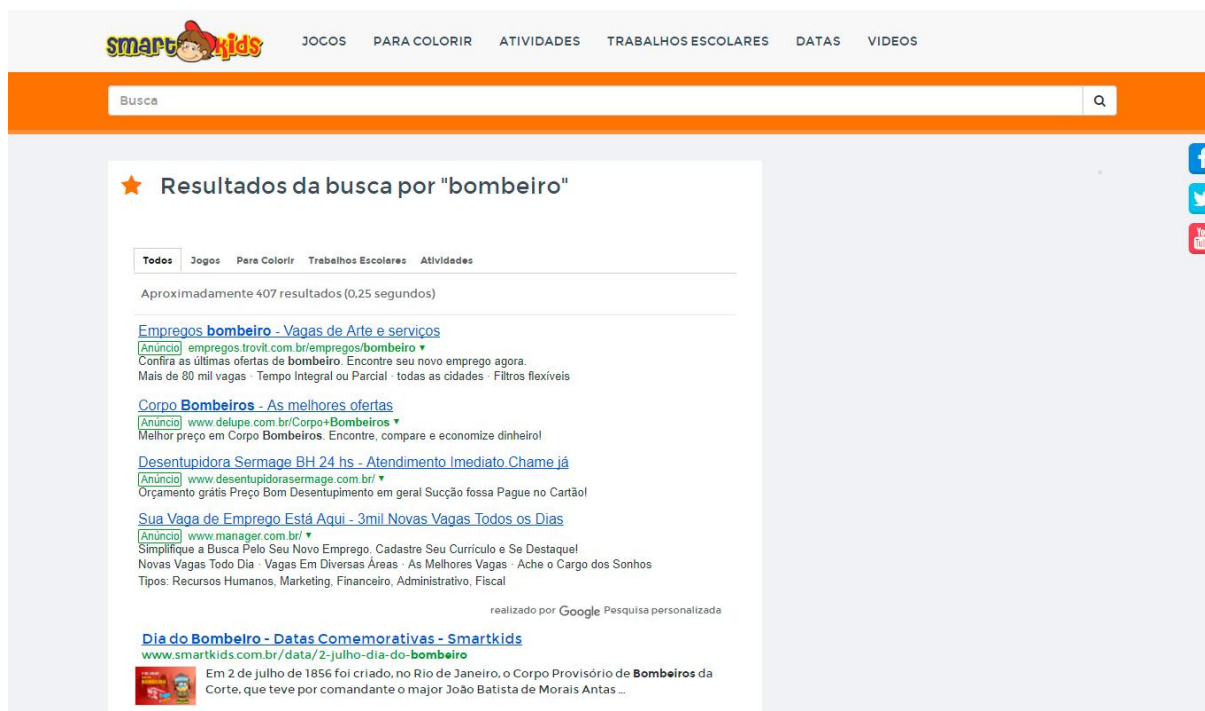 smart kids JOGOS PARA COLORIR ATIVIDADES TRABALHOS ESCOLARES DATAS VIDEOS
Busca
Resultados da busca por "bombeiro"
Todos Jogos Para Colorir Trabalhos Escolares Atividades
Aproximadamente 407 resultados (0,25 segundos)
Empregos bombeiro - Vagas de Arte e serviços
Anúncio empregos.trovit.com.br/empregos/bombeiro
Confira as últimas ofertas de bombeiro. Encontre seu novo emprego agora.
Mais de 80 mil vagas · Tempo Integral ou Parcial · todas as cidades · Filtros flexíveis
Corpo Bombeiros - As melhores ofertas
Anúncio www.delupe.com.br/Corpo+Bombeiros
Melhor preço em Corpo Bombeiros. Encontre, compare e economize dinheiro!
Desentupidora Sermage BH 24 hs - Atendimento Imediato.Chame já
Anúncio www.desentupidorasermage.com.br/
Orçamento grátis Preço Bom Desentupimento em geral Sucção fossa Pague no Cartão!
Sua Vaga de Emprego Está Aqui - 3mil Novas Vagas Todos os Dias
Anúncio www.manager.com.br/
Simplifique a Busca Pelo Seu Novo Emprego. Cadastre Seu Currículo e Se Destaque!
Novas Vagas Todo Dia · Vagas Em Diversas Áreas · As Melhores Vagas · Ache o Cargo dos Sonhos
Tipos: Recursos Humanos, Marketing, Financeiro, Administrativo, Fiscal
realizado por Google Pesquisa personalizada
Dia do Bombeiro - Datas Comemorativas - Smartkids
www.smartkids.com.br/data/2-julho-dia-do-bombeiro
Em 2 de julho de 1856 foi criado, no Rio de Janeiro, o Corpo Provisório de Bombeiros da
Corte, que teve por comandante o major João Batista de Morais Antas ...